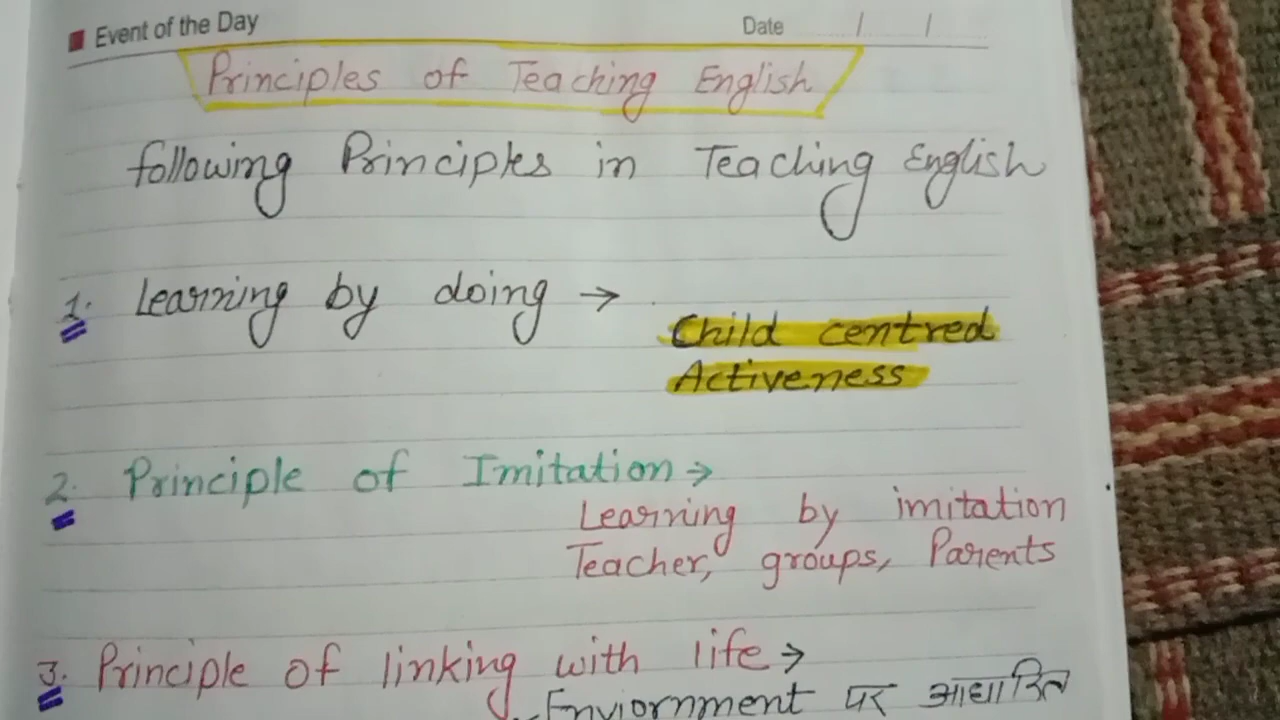 Event of the Day
Date / /
Principles of Teaching English
following Principles in Teaching English
1. Learning by doing →
Child centred
Activeness
2. Principle of Imitation →
Learning by imitation
Teacher, groups, Parents
3. Principle of linking with life →
Enviornment पर आधारित